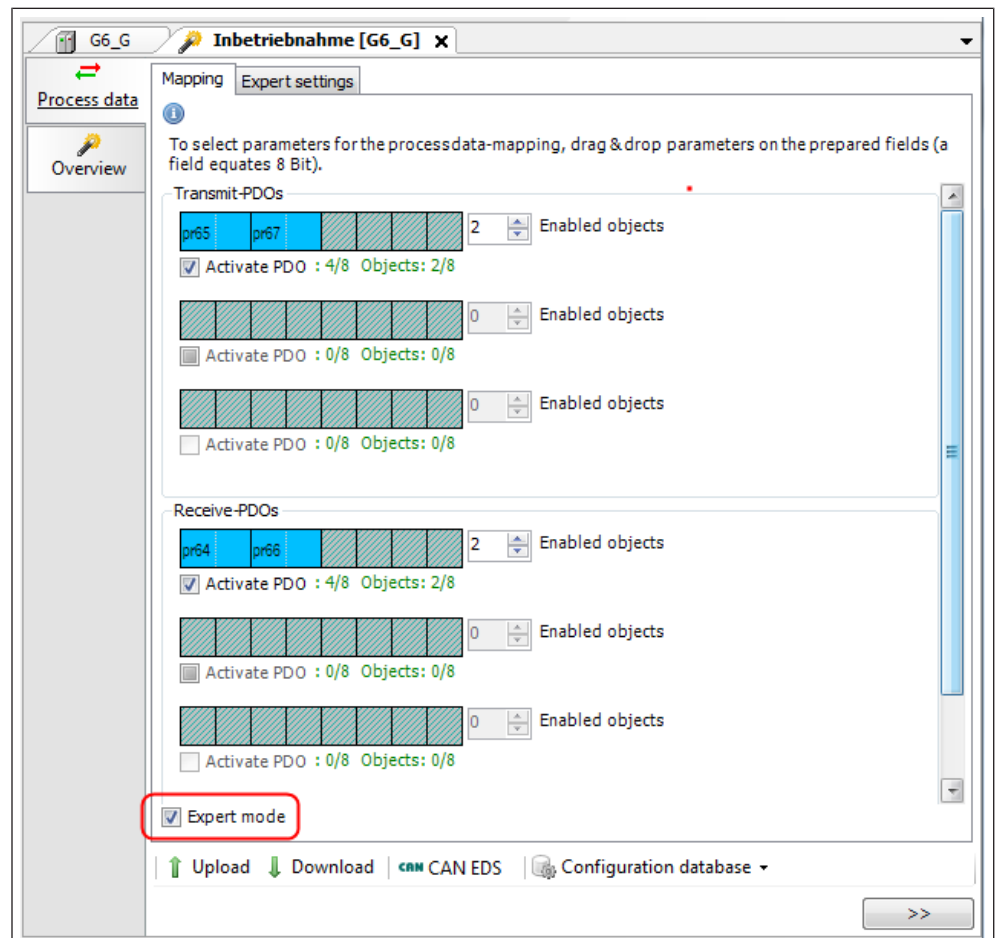 G6_G
Inbetriebnahme [G6_G] x
Process data
Overview
Mapping
Expert settings
To select parameters for the processdata-mapping, drag & drop parameters on the prepared fields (a
field equates 8 Bit).
Transmit-PDOs
pr65 pr67 2 Enabled objects
Activate PDO : 4/8 Objects: 2/8
0 Enabled objects
Activate PDO : 0/8 Objects: 0/8
0 Enabled objects
Activate PDO : 0/8 Objects: 0/8
Receive-PDOs
pr64 pr66 2 Enabled objects
Activate PDO : 4/8 Objects: 2/8
0 Enabled objects
Activate PDO : 0/8 Objects: 0/8
0 Enabled objects
Activate PDO : 0/8 Objects: 0/8
Expert mode
Upload Download CAN CAN EDS Configuration database
>>